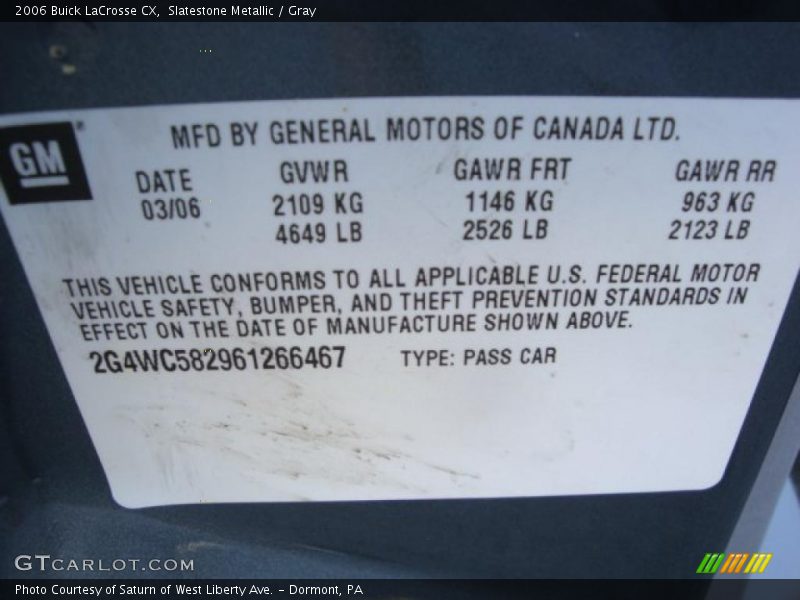 2006 Buick LaCrosse CX, Slatestone Metallic / Gray
GM
MFD BY GENERAL MOTORS OF CANADA LTD.
DATE GVWR GAWR FRT GAWR RR
03/06 2109 KG 1146 KG 963 KG
4649 LB 2526 LB 2123 LB
THIS VEHICLE CONFORMS TO ALL APPLICABLE U.S. FEDERAL MOTOR
VEHICLE SAFETY, BUMPER, AND THEFT PREVENTION STANDARDS IN
EFFECT ON THE DATE OF MANUFACTURE SHOWN ABOVE.
2G4WC582961266467 TYPE: PASS CAR
GTCARLOT.COM
Photo Courtesy of Saturn of West Liberty Ave. - Dormont, PA